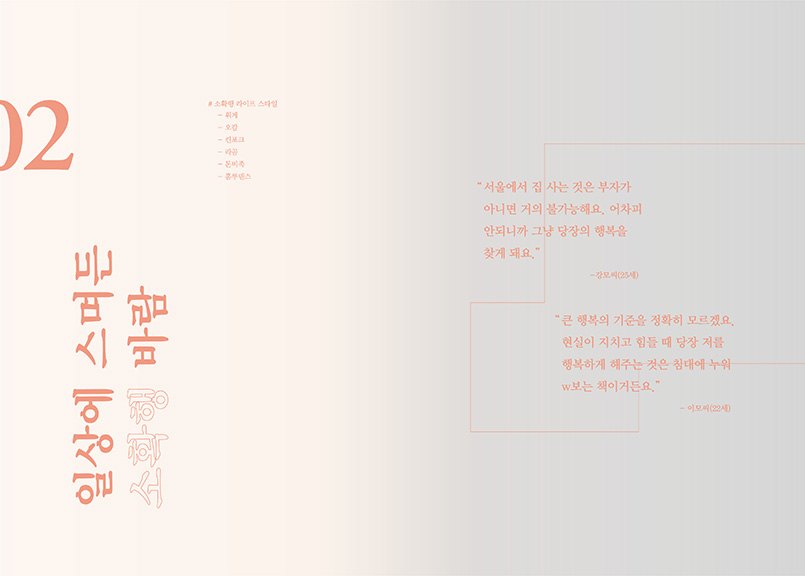 02
# 소확행 라이프 스타일
- 휘게
- 오캄
- 킨포크
- 라곰
- 돈비족
- 홈루덴스
일상에 스며든
소확행 바람
“서울에서 집 사는 것은 부자가
아니면 거의 불가능해요. 어차피
안되니까 그냥 당장의 행복을
찾게 돼요.”
-강모씨(25세)
“큰 행복의 기준을 정확히 모르겠요.
현실이 지치고 힘들 때 당장 저를
행복하게 해주는 것은 침대에 누워
w보는 책이거든요.”
- 이모씨(22세)